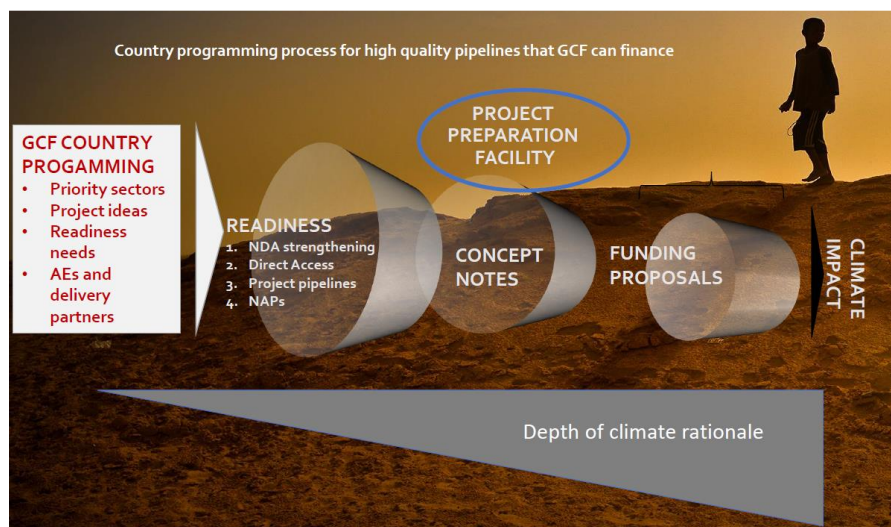 Country programming process for high quality pipelines that GCF can finance
PROJECT
PREPARATION
FACILITY
GCF COUNTRY
PROGAMMING
• Priority sectors
• Project ideas
• Readiness
needs
• AEs and
delivery
partners
READINESS
1. NDA strengthening
2. Direct Access
3. Project pipelines
4. NAPs
CONCEPT
NOTES
FUNDING
PROPOSALS
CLIMATE
IMPACT
Depth of climate rationale